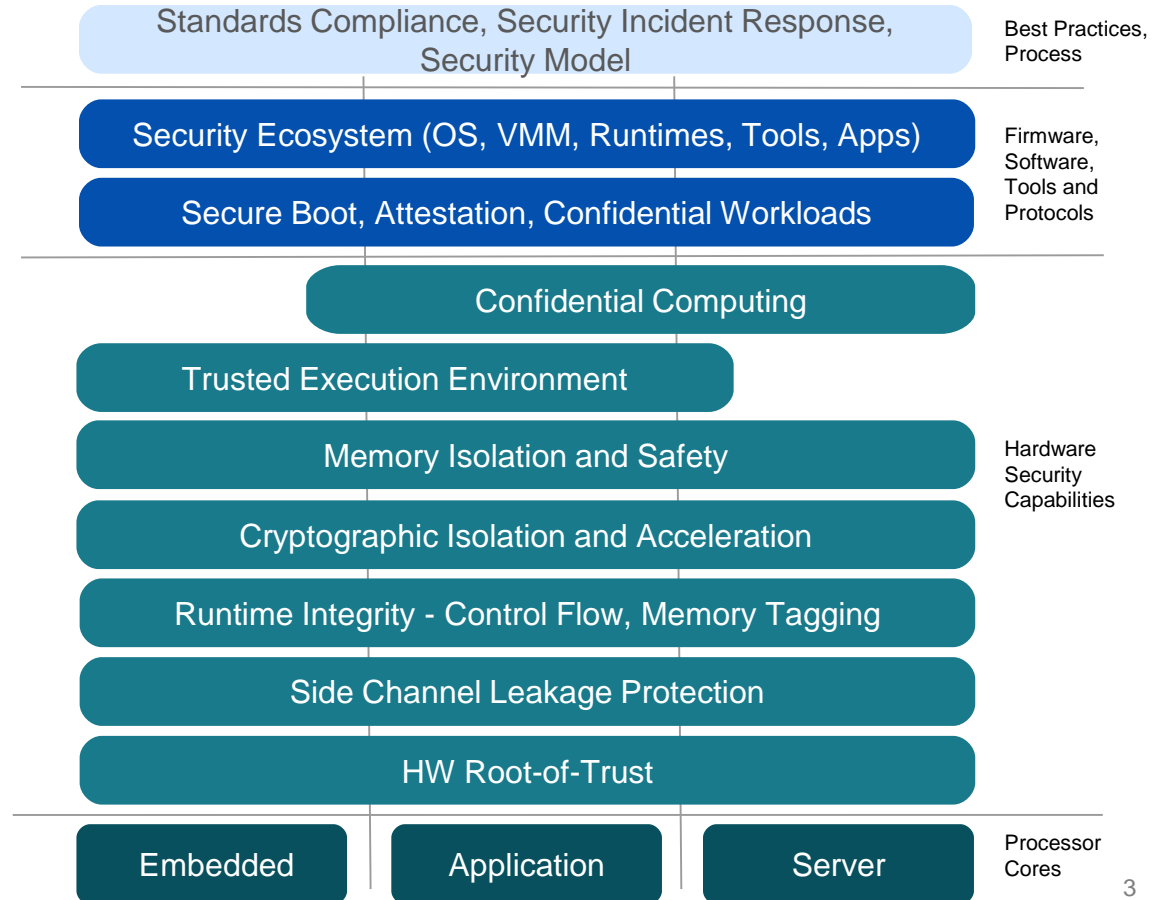 Standards Compliance, Security Incident Response,
Security Model
Best Practices,
Process
Security Ecosystem (OS, VMM, Runtimes, Tools, Apps)
Secure Boot, Attestation, Confidential Workloads
Firmware,
Software,
Tools and
Protocols
Confidential Computing
Trusted Execution Environment
Memory Isolation and Safety
Cryptographic Isolation and Acceleration
Runtime Integrity - Control Flow, Memory Tagging
Side Channel Leakage Protection
HW Root-of-Trust
Hardware
Security
Capabilities
Embedded
Application
Server
Processor
Cores
3